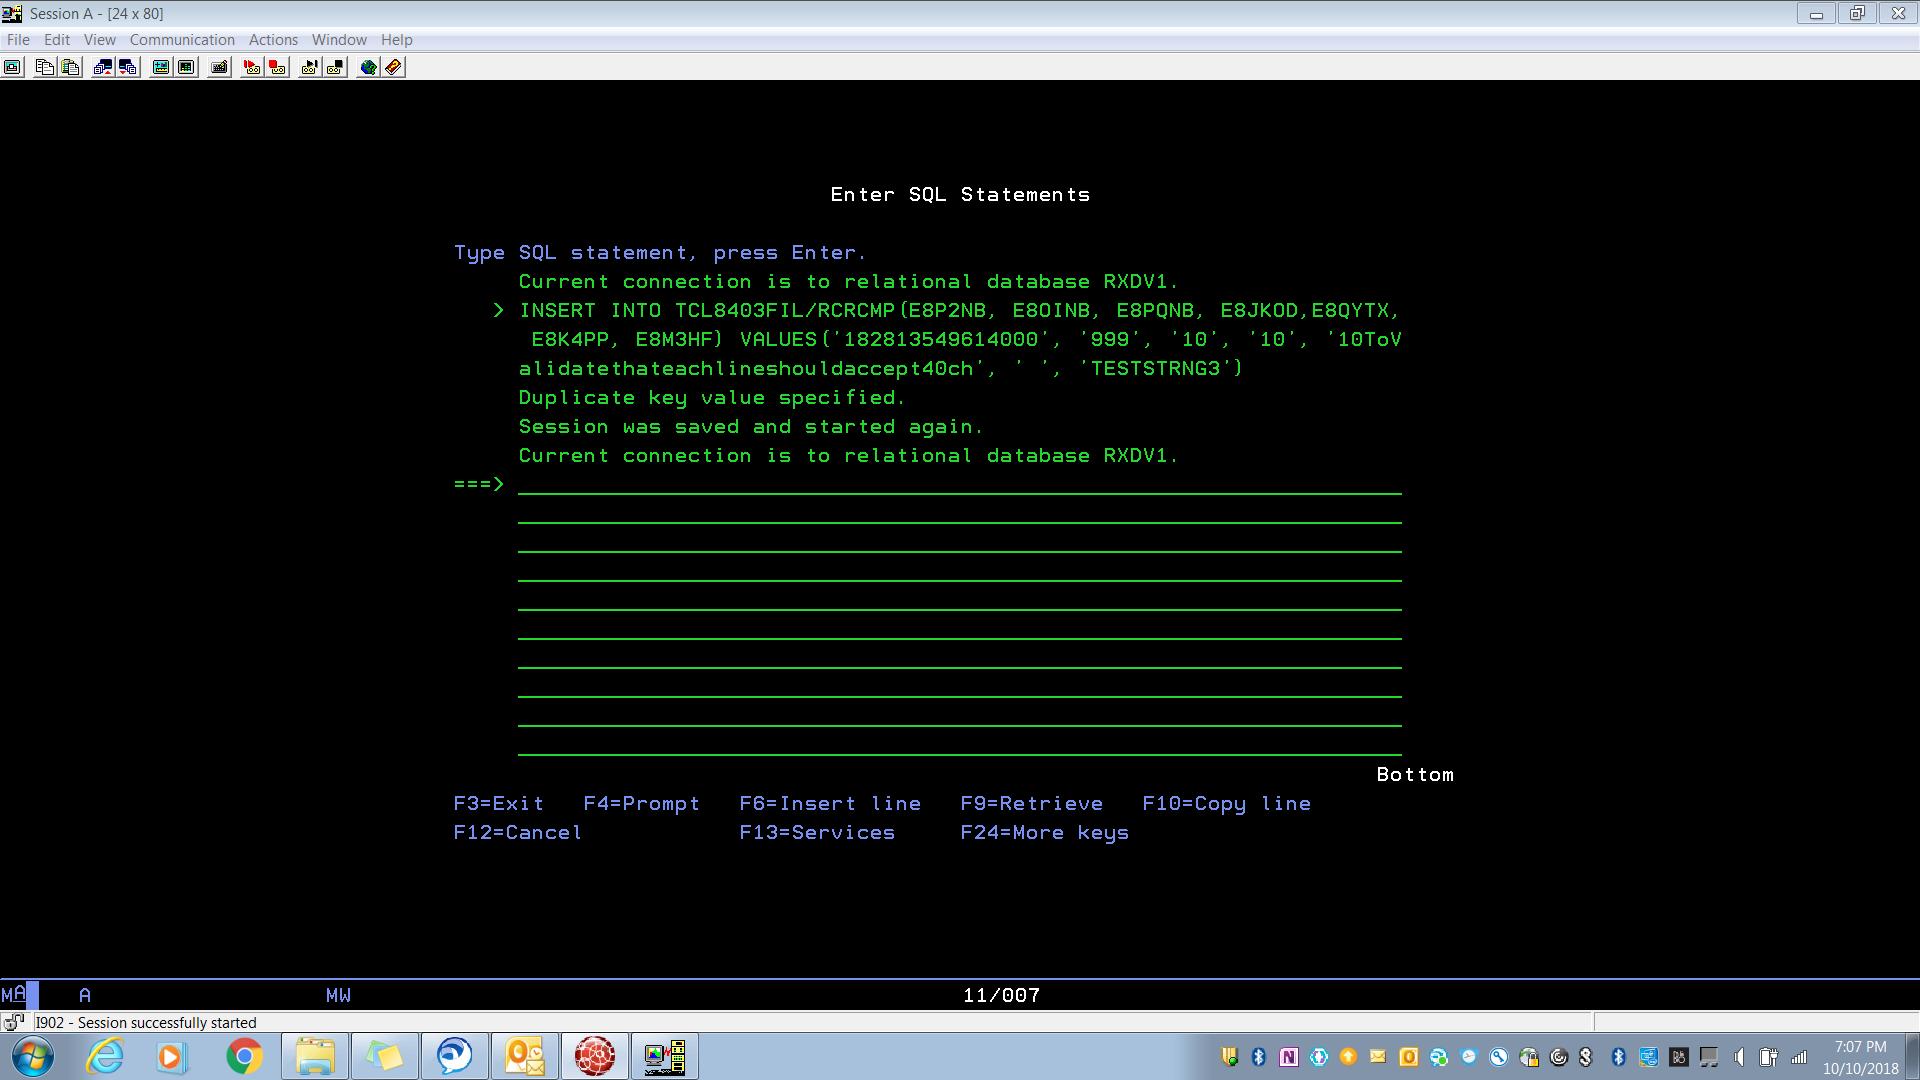 Session A - [24 x 80]
File Edit View Communication Actions Window Help
Enter SQL Statements
Type SQL statement, press Enter.
Current connection is to relational database RXDV1.
> INSERT INTO TCL8403FIL/RCRCMP(E8P2NB, E8OINB, E8PQNB, E8JKOD,E8QYTX,
E8K4PP, E8M3HF) VALUES('182813549614000', '999', '10', '10', '10ToV
alidatethateachlineshouldaccept40ch', ' ', 'TESTSTRNG3')
Duplicate key value specified.
Session was saved and started again.
Current connection is to relational database RXDV1.
===>
Bottom
F3=Exit F4=Prompt F6=Insert line F9=Retrieve F10=Copy line
F12=Cancel F13=Services F24=More keys
MA A MW 11/007
I902 - Session successfully started
7:07 PM
10/10/2018